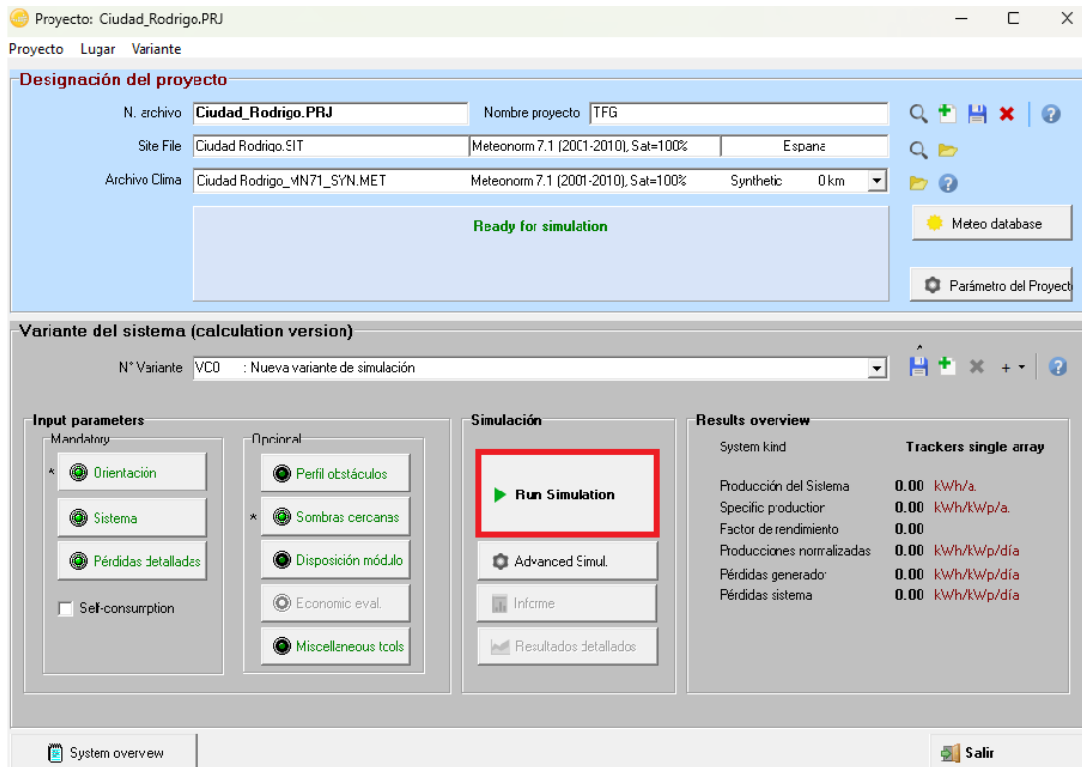 Proyecto: Ciudad_Rodrigo.PRJ
Proyecto Lugar Variante
Designación del proyecto
N. archivo Ciudad_Rodrigo.PRJ Nombre proyecto TFG
Site File Ciudad Rodrigo.SIT Meteonorm 7.1 (2001-2010), Sat=100% Espana
Archivo Clima Ciudad Rodrigo_MN71_SYN.MET Meteonorm 7.1 (2001-2010), Sat=100% Synthetic 0 km
Ready for simulation
Meteo database
Parámetro del Proyect
Variante del sistema (calculation version)
N° Variante VC0 : Nueva variante de simulación
Input parameters
Mandatory
* Orientación
Sistema
Pérdidas detalladas
Self-consumption
Opcional
Perfil obstáculos
* Sombras cercanas
Disposición módulo
Economic eval.
Miscellaneous tools
Simulación
Run Simulation
Advanced Simul.
Informe
Resultados detallados
Results overview
System kind Trackers single array
Producción del Sistema 0.00 kWh/a.
Specific production 0.00 kWh/kWp/a.
Factor de rendimiento 0.00
Producciones normalizadas 0.00 kWh/kWp/día
Pérdidas generador 0.00 kWh/kWp/día
Pérdidas sistema 0.00 kWh/kWp/día
System overview
Salir